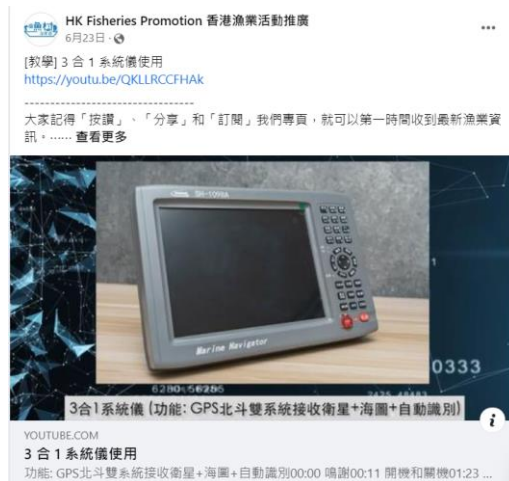 HK Fisheries Promotion 香港漁業活動推廣
6月23日
[教學] 3 合 1 系統儀使用
https://youtu.be/QKLLRCCFHAk
--------------------------------
大家記得「按讚」、「分享」和「訂閱」我們專頁，就可以第一時間收到最新漁業資
訊。…… 查看更多
SH-1098A
Marine Navigator
0333
3合1系統儀 (功能: GPS北斗雙系統接收衛星+海圖+自動識別)
YOUTUBE.COM
3 合 1 系統儀使用
功能: GPS北斗雙系統接收衛星+海圖+自動識別00:00 鳴謝00:11 開機和關機01:23 ...